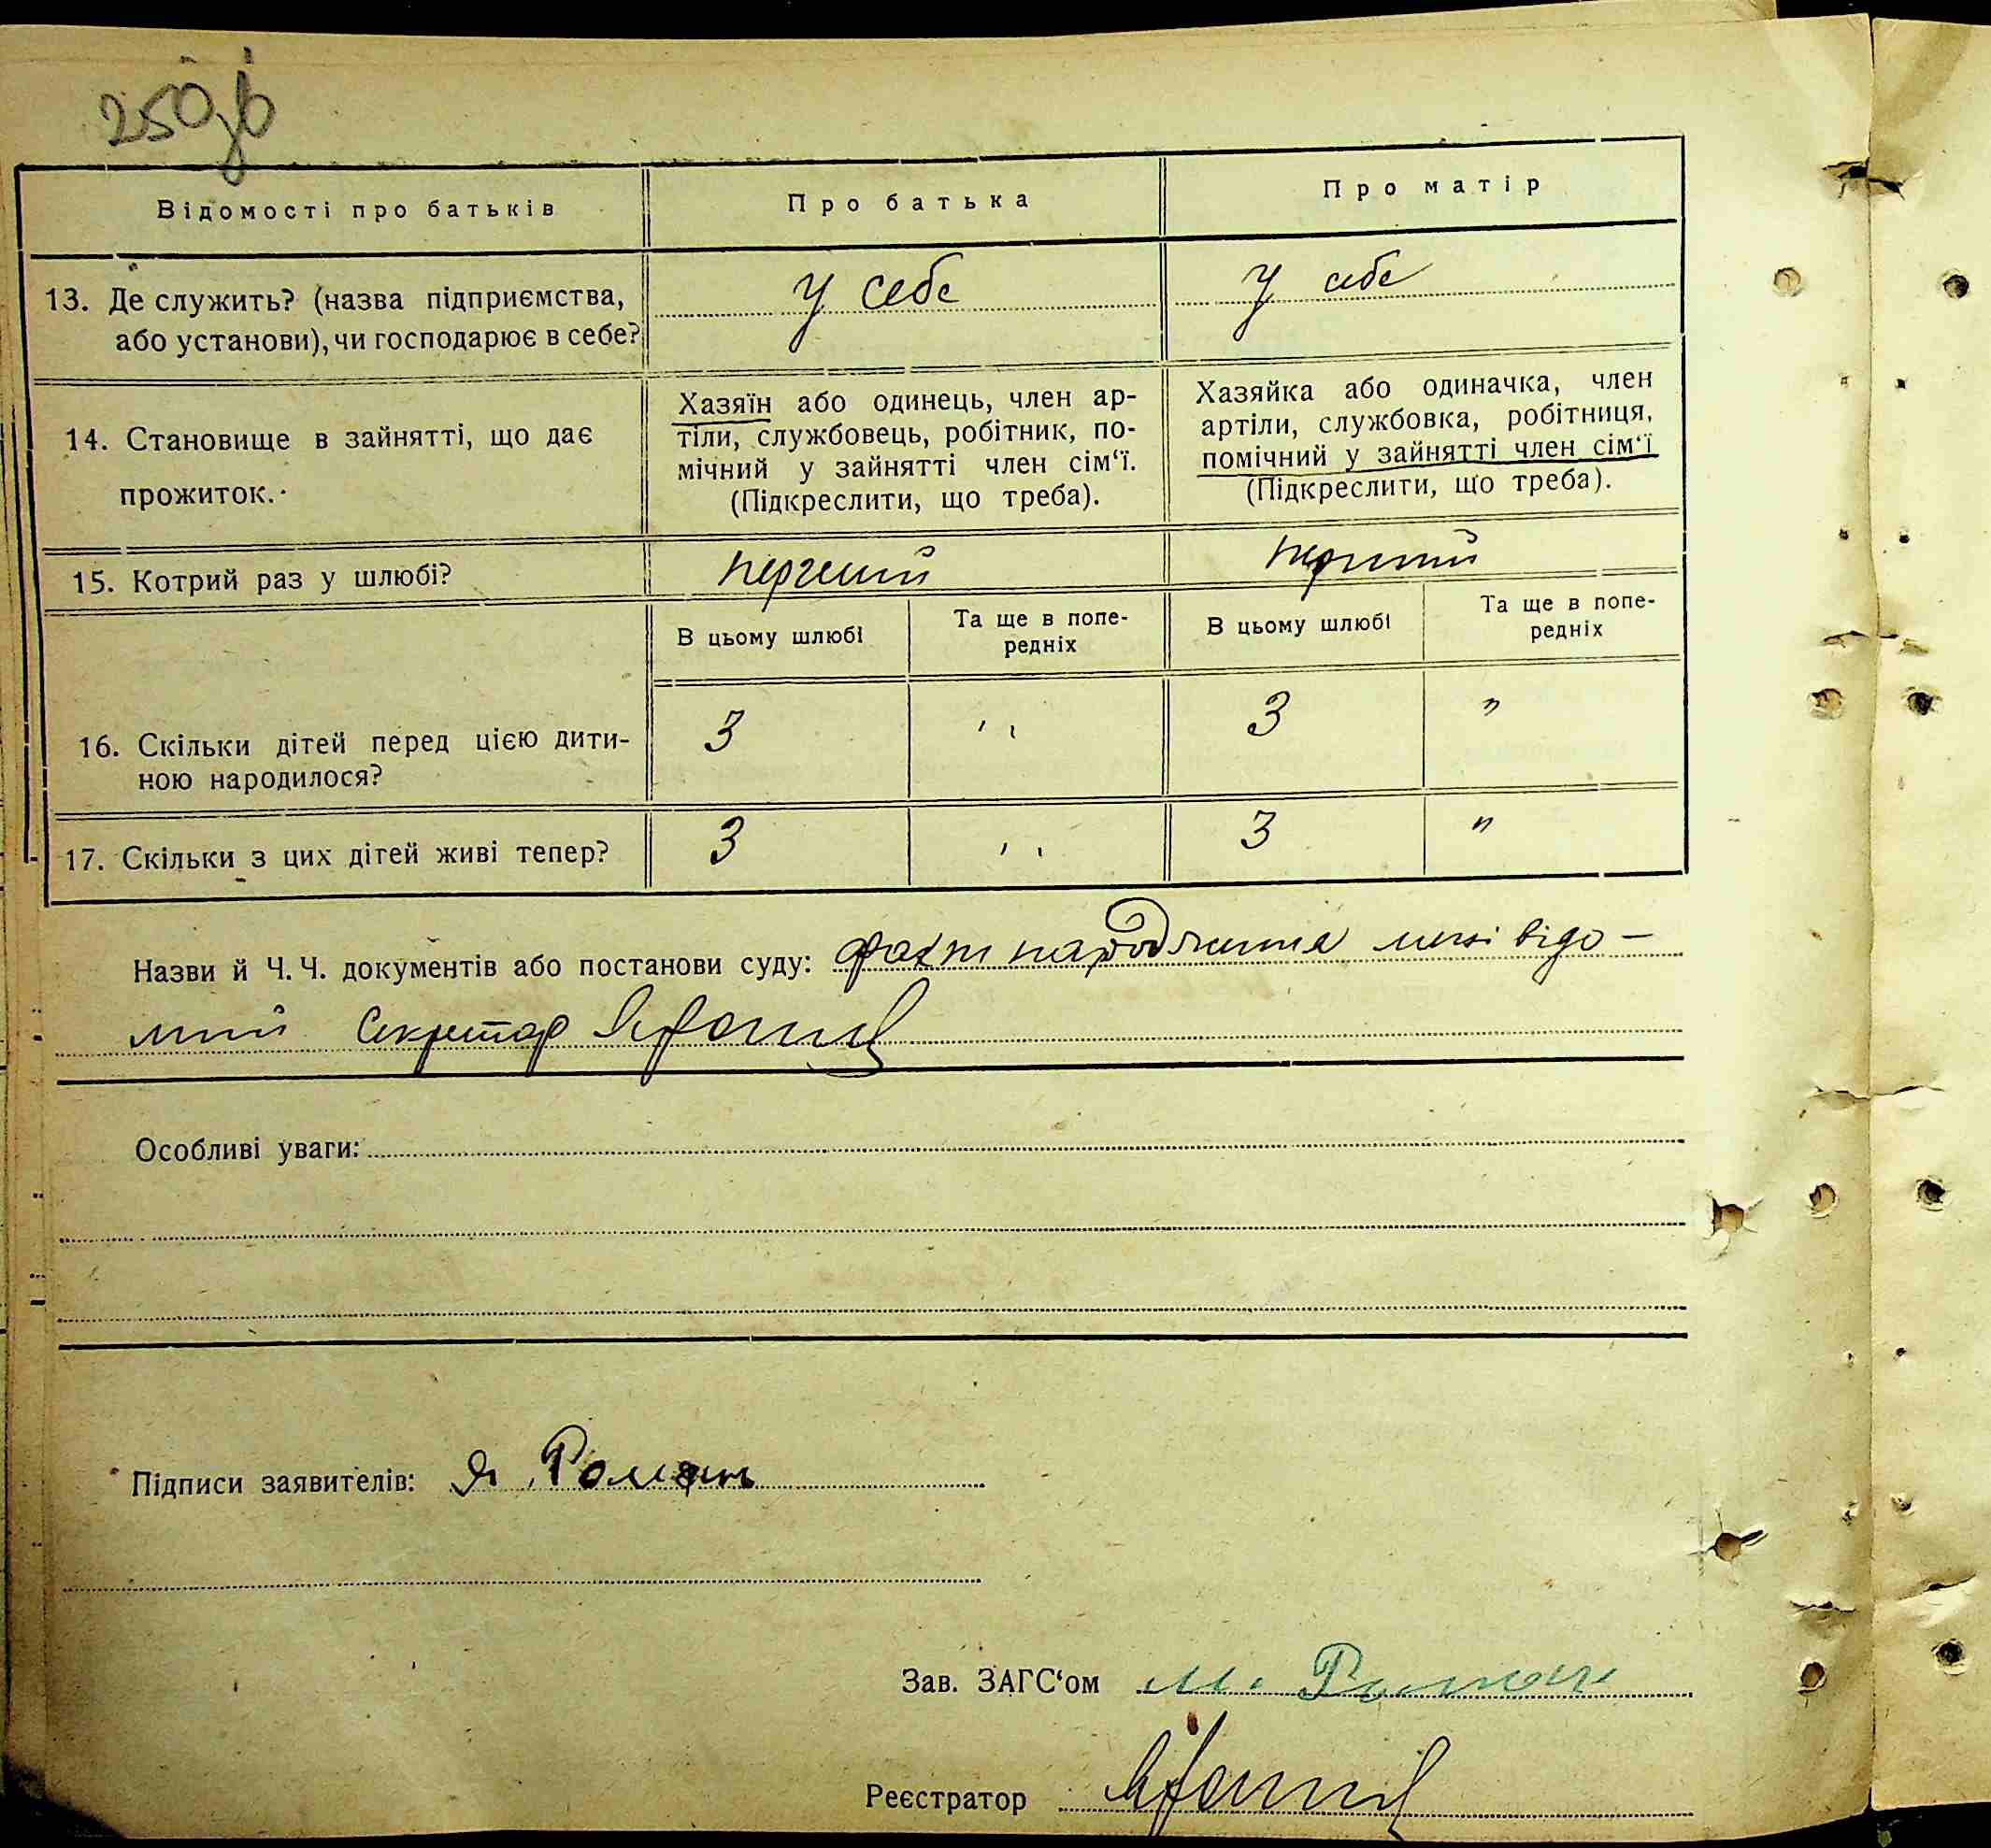 250зв
Відомості про батьків
Про батька
Про матір
13. Де служить? (назва підприємства,
або установи), чи господарює в себе?
У себе
У себе
14. Становище в зайнятті, що дає
прожиток.
Хазяїн або одинець, член ар-
тіли, службовець, робітник, по-
мічний у зайнятті член сім‘ї.
(Підкреслити, що треба).
Хазяйка або одиначка, член
артіли, службовка, робітниця,
помічний у зайнятті член сім‘ї
(Підкреслити, що треба).
15. Котрий раз у шлюбі?
перший
перший
В цьому шлюбі
Та ще в попе-
редніх
В цьому шлюбі
Та ще в попе-
редніх
16. Скільки дітей перед цією дити-
ною народилося?
3
"
3
"
17. Скільки з цих дітей живі тепер?
3
"
3
"
Назви й Ч. Ч. документів або постанови суду: факт народження мені відо-
мий Секретар
Особливі уваги:
Підписи заявителів: Я Роман
Зав. ЗАГС‘ом М. Роман
Реєстратор